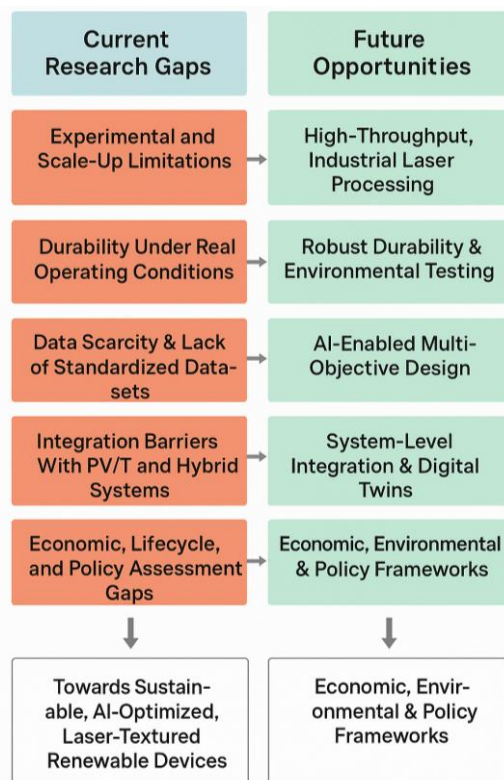 Current
Research Gaps
Future
Opportunities
Experimental and
Scale-Up Limitations
High-Throughput,
Industrial Laser
Processing
Durability Under Real
Operating Conditions
Robust Durability &
Environmental Testing
Data Scarcity & Lack
of Standardized Data-
sets
AI-Enabled Multi-
Objective Design
Integration Barriers
With PV/T and Hybrid
Systems
System-Level
Integration & Digital
Twins
Economic, Lifecycle,
and Policy Assessment
Gaps
Economic, Environmental
& Policy Frameworks
Towards Sustain-
able, AI-Optimized,
Laser-Textured
Renewable Devices
Economic, Envir-
onmental & Policy
Frameworks